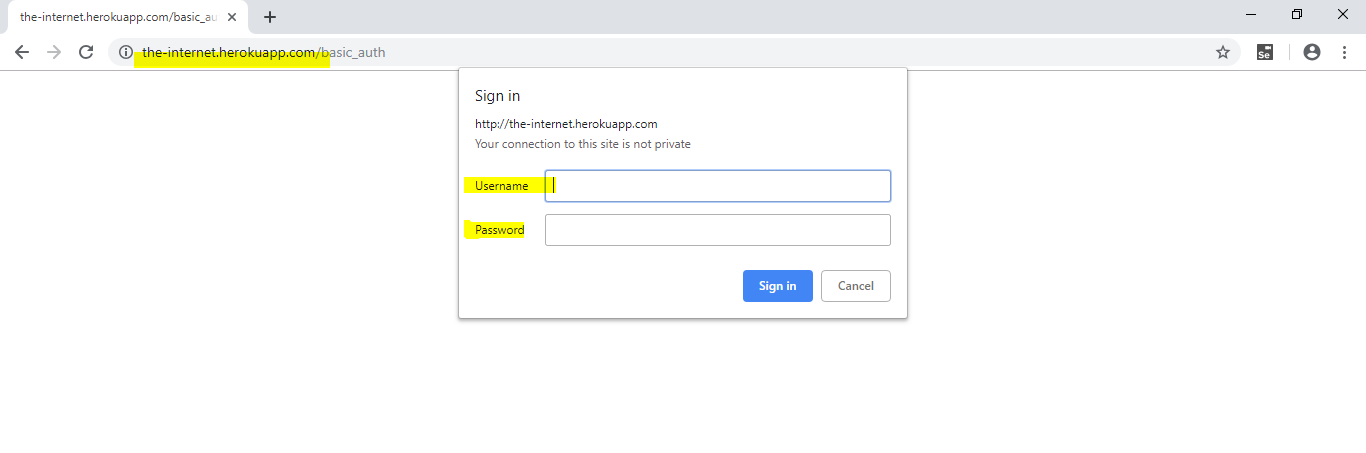 the-internet.herokuapp.com/basic_au
the-internet.herokuapp.com/basic_auth
Se
Sign in
http://the-internet.herokuapp.com
Your connection to this site is not private
Username
Password
Sign in
Cancel